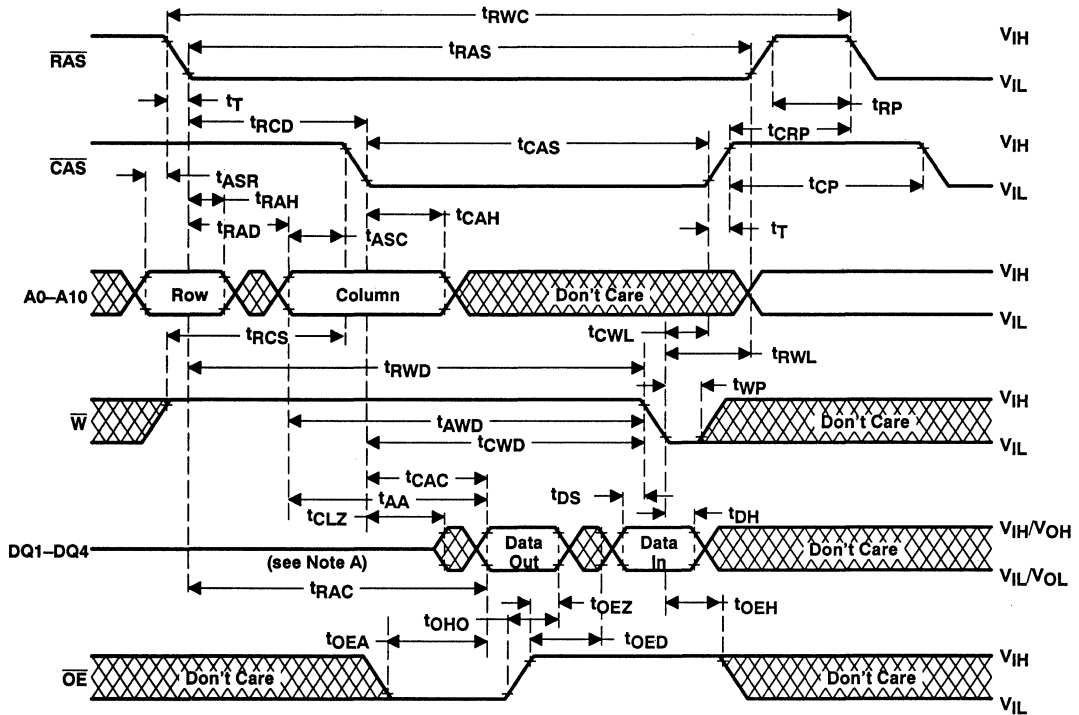 tRWC
VIH
RAS
tRAS
VIL
tT
tRP
tRCD
tCRP
VIH
CAS
tCAS
tASR
tCP
VIL
tRAH
tCAH
tRAD
tASC
tT
VIH
A0–A10
Row
Column
Don't Care
VIL
tRCS
tCWL
tRWL
tRWD
tWP
VIH
W
tAWD
Don't Care
tCWD
VIL
tCAC
tAA
tDS
tCLZ
tDH
VIH/VOH
DQ1–DQ4
(see Note A)
Data Out
Data In
Don't Care
VIL/VOL
tRAC
tOEZ
tOEH
tOHO
tOEA
tOED
VIH
OE
Don't Care
Don't Care
VIL